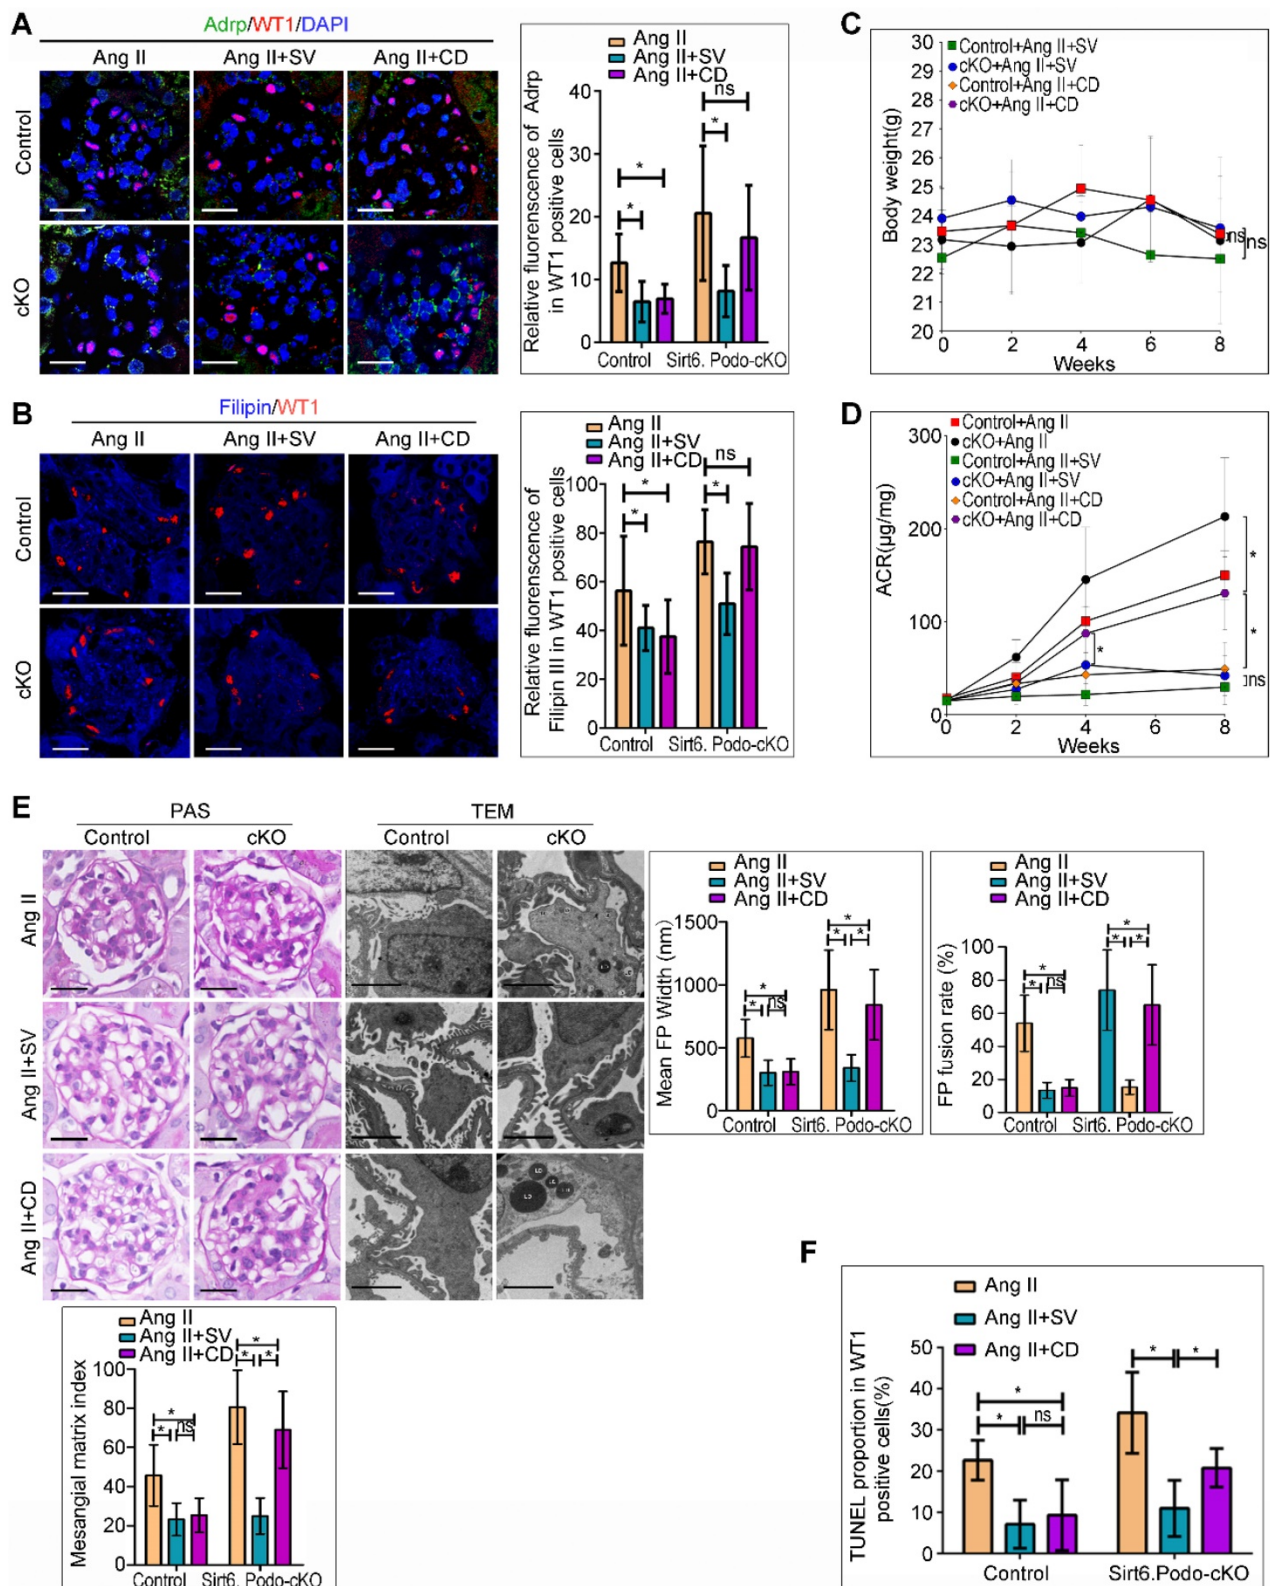 A
Adrp/WT1/DAPI
Ang II
Ang II+SV
Ang II+CD
Control
cKO
Ang II
Ang II+SV
Ang II+CD
Relative fluorescence of Adrp
in WT1 positive cells
40
30
20
10
0
*
*
*
ns
Control
Sirt6. Podo-cKO
C
Control+Ang II+SV
cKO+Ang II+SV
Control+Ang II+CD
cKO+Ang II+CD
Body weight(g)
30
29
28
27
26
25
24
23
22
21
20
ns
ns
0 2 4 6 8
Weeks
B
Filipin/WT1
Ang II
Ang II+SV
Ang II+CD
Control
cKO
Ang II
Ang II+SV
Ang II+CD
Relative fluorescence of
Filipin III in WT1 positive cells
100
80
60
40
20
0
*
*
*
ns
Control
Sirt6. Podo-cKO
D
Control+Ang II
cKO+Ang II
Control+Ang II+SV
cKO+Ang II+SV
Control+Ang II+CD
cKO+Ang II+CD
ACR(μg/mg)
300
200
100
0
*
*
*
ns
0 2 4 6 8
Weeks
E
PAS
TEM
Control
cKO
Control
cKO
Ang II
Ang II+SV
Ang II+CD
LD
Ang II
Ang II+SV
Ang II+CD
Mean FP Width (nm)
1500
1000
500
0
*
* ns
*
* *
Control
Sirt6. Podo-cKO
Ang II
Ang II+SV
Ang II+CD
FP fusion rate (%)
100
80
60
40
20
0
*
* ns
*
* *
Control
Sirt6. Podo-cKO
Ang II
Ang II+SV
Ang II+CD
Mesangial matrix index
100
80
60
40
20
0
*
* ns
*
* *
Control
Sirt6. Podo-cKO
F
Ang II
Ang II+SV
Ang II+CD
TUNEL proportion in WT1
positive cells(%)
50
40
30
20
10
0
*
* ns
* *
Control
Sirt6.Podo-cKO